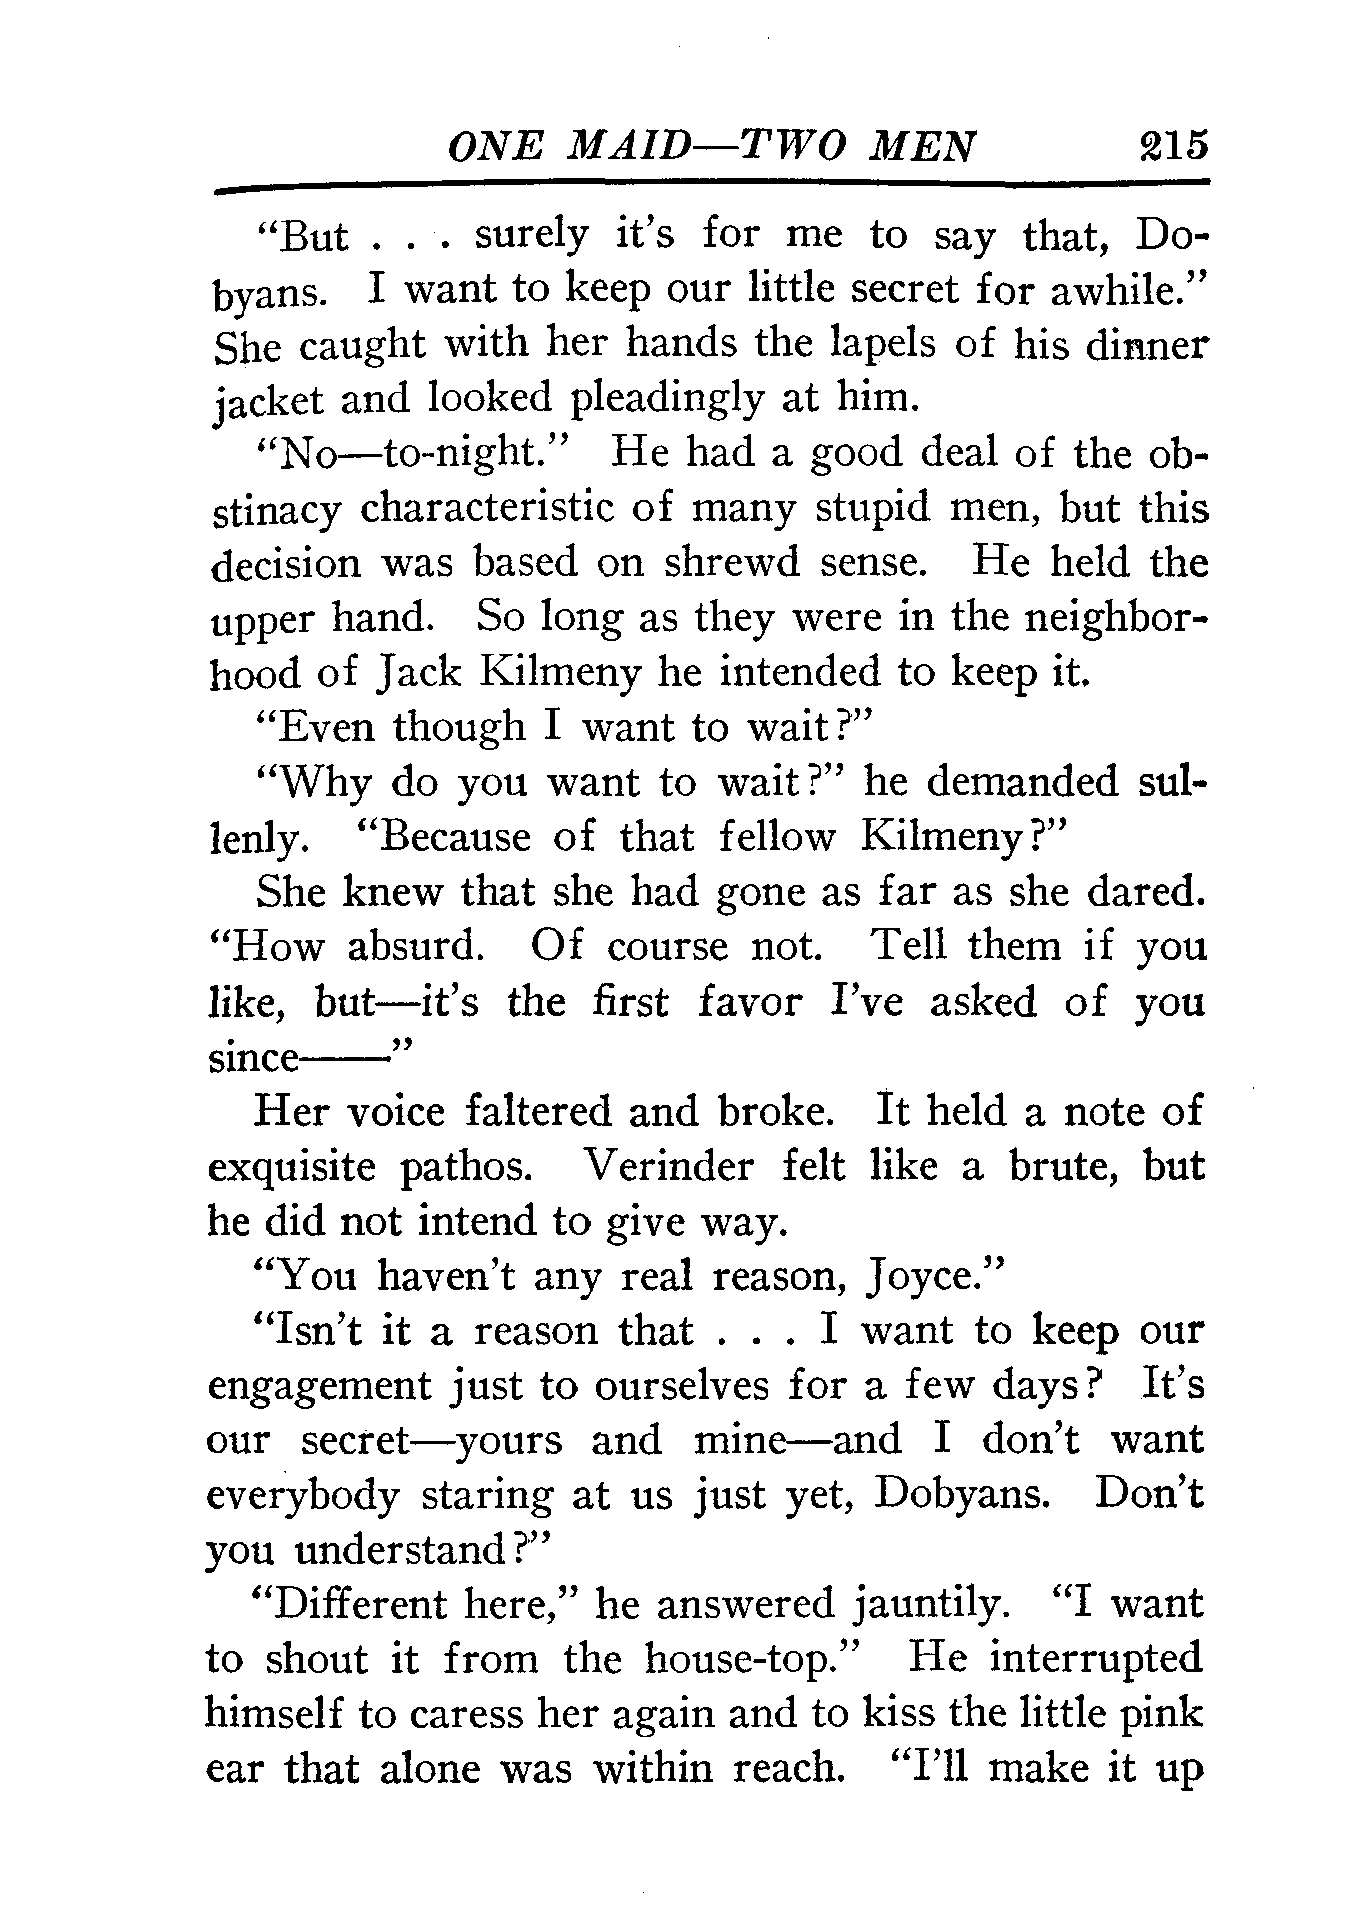 ONE MAID—TWO MEN 215
“But . . . surely it’s for me to say that, Do-
byans. I want to keep our little secret for awhile.”
She caught with her hands the lapels of his dinner
jacket and looked pleadingly at him.
“No—to-night.” He had a good deal of the ob-
stinacy characteristic of many stupid men, but this
decision was based on shrewd sense. He held the
upper hand. So long as they were in the neighbor-
hood of Jack Kilmeny he intended to keep it.
“Even though I want to wait?”
“Why do you want to wait?” he demanded sul-
lenly. “Because of that fellow Kilmeny?”
She knew that she had gone as far as she dared.
“How absurd. Of course not. Tell them if you
like, but—it’s the first favor I’ve asked of you
since——”
Her voice faltered and broke. It held a note of
exquisite pathos. Verinder felt like a brute, but
he did not intend to give way.
“You haven’t any real reason, Joyce.”
“Isn’t it a reason that . . . I want to keep our
engagement just to ourselves for a few days? It’s
our secret—yours and mine—and I don’t want
everybody staring at us just yet, Dobyans. Don’t
you understand?”
“Different here,” he answered jauntily. “I want
to shout it from the house-top.” He interrupted
himself to caress her again and to kiss the little pink
ear that alone was within reach. “I’ll make it up